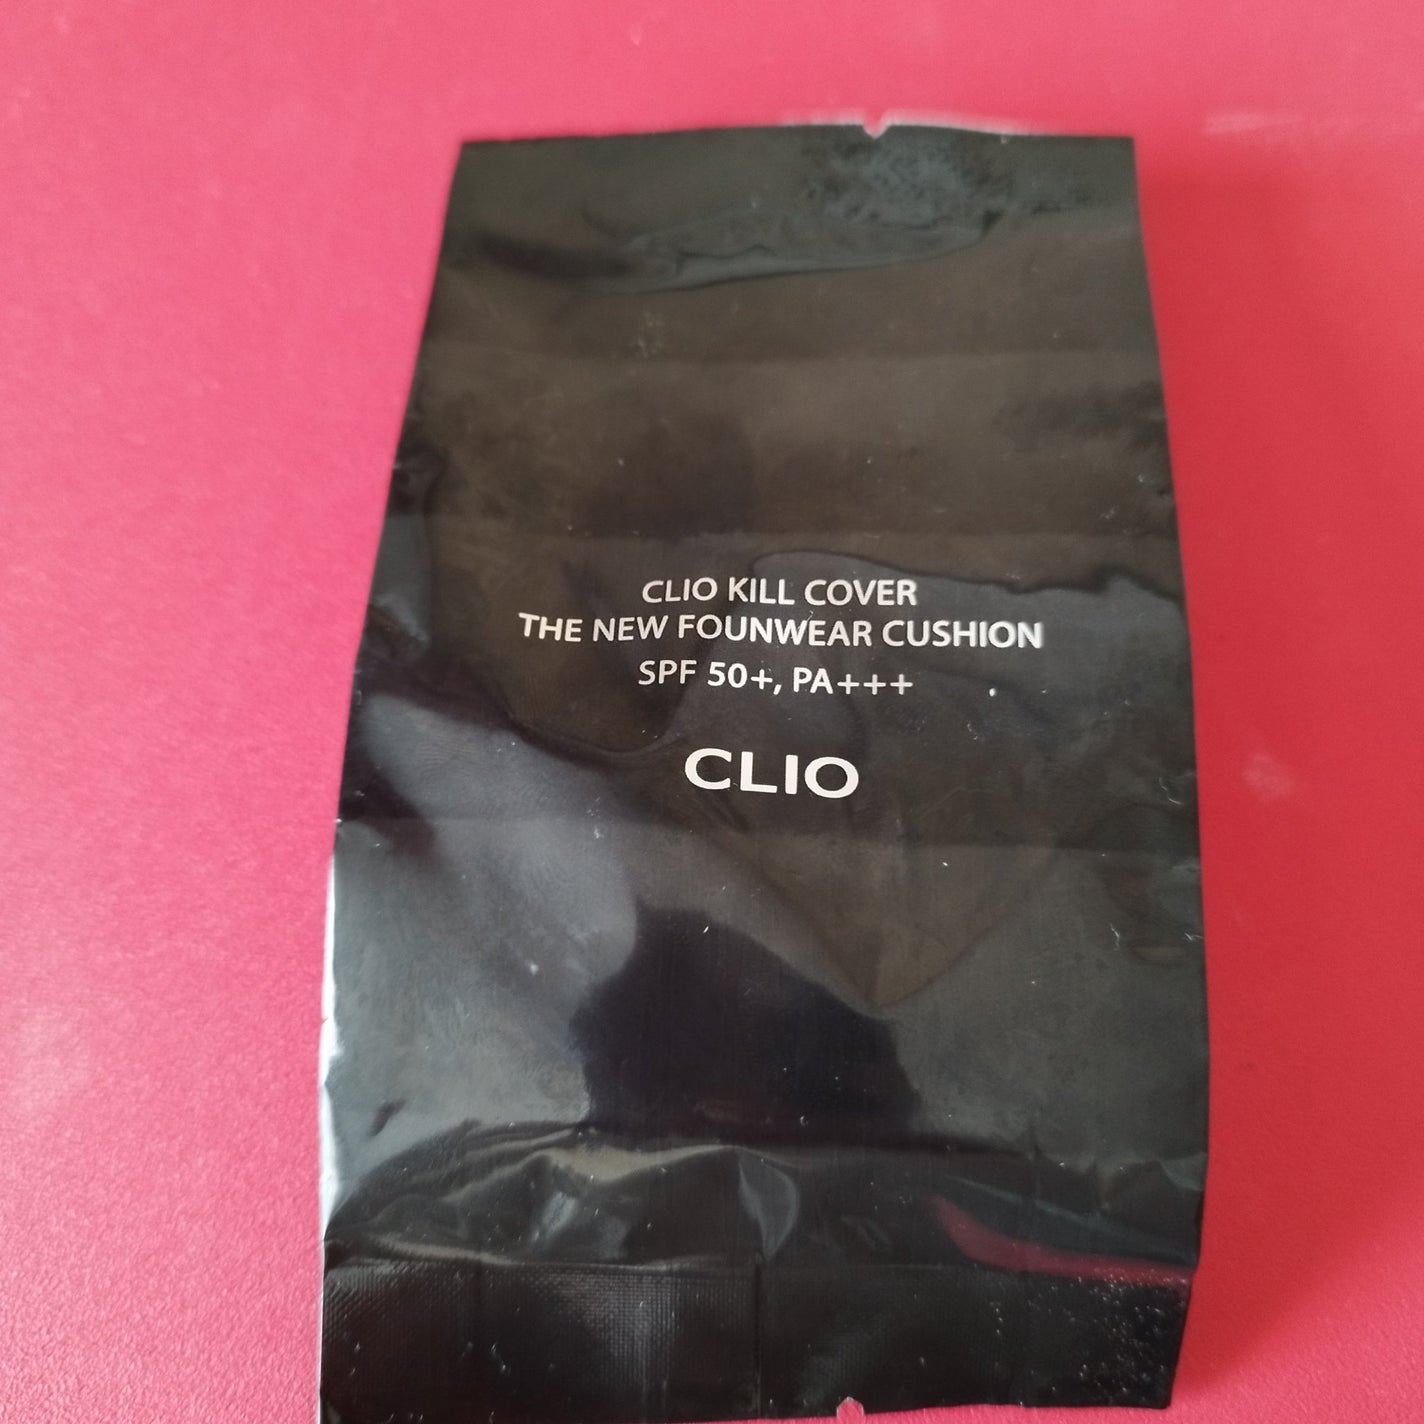 CLIO KILL COVER
THE NEW FOUNWEAR CUSHION
SPF 50+, PA+++
CLIO